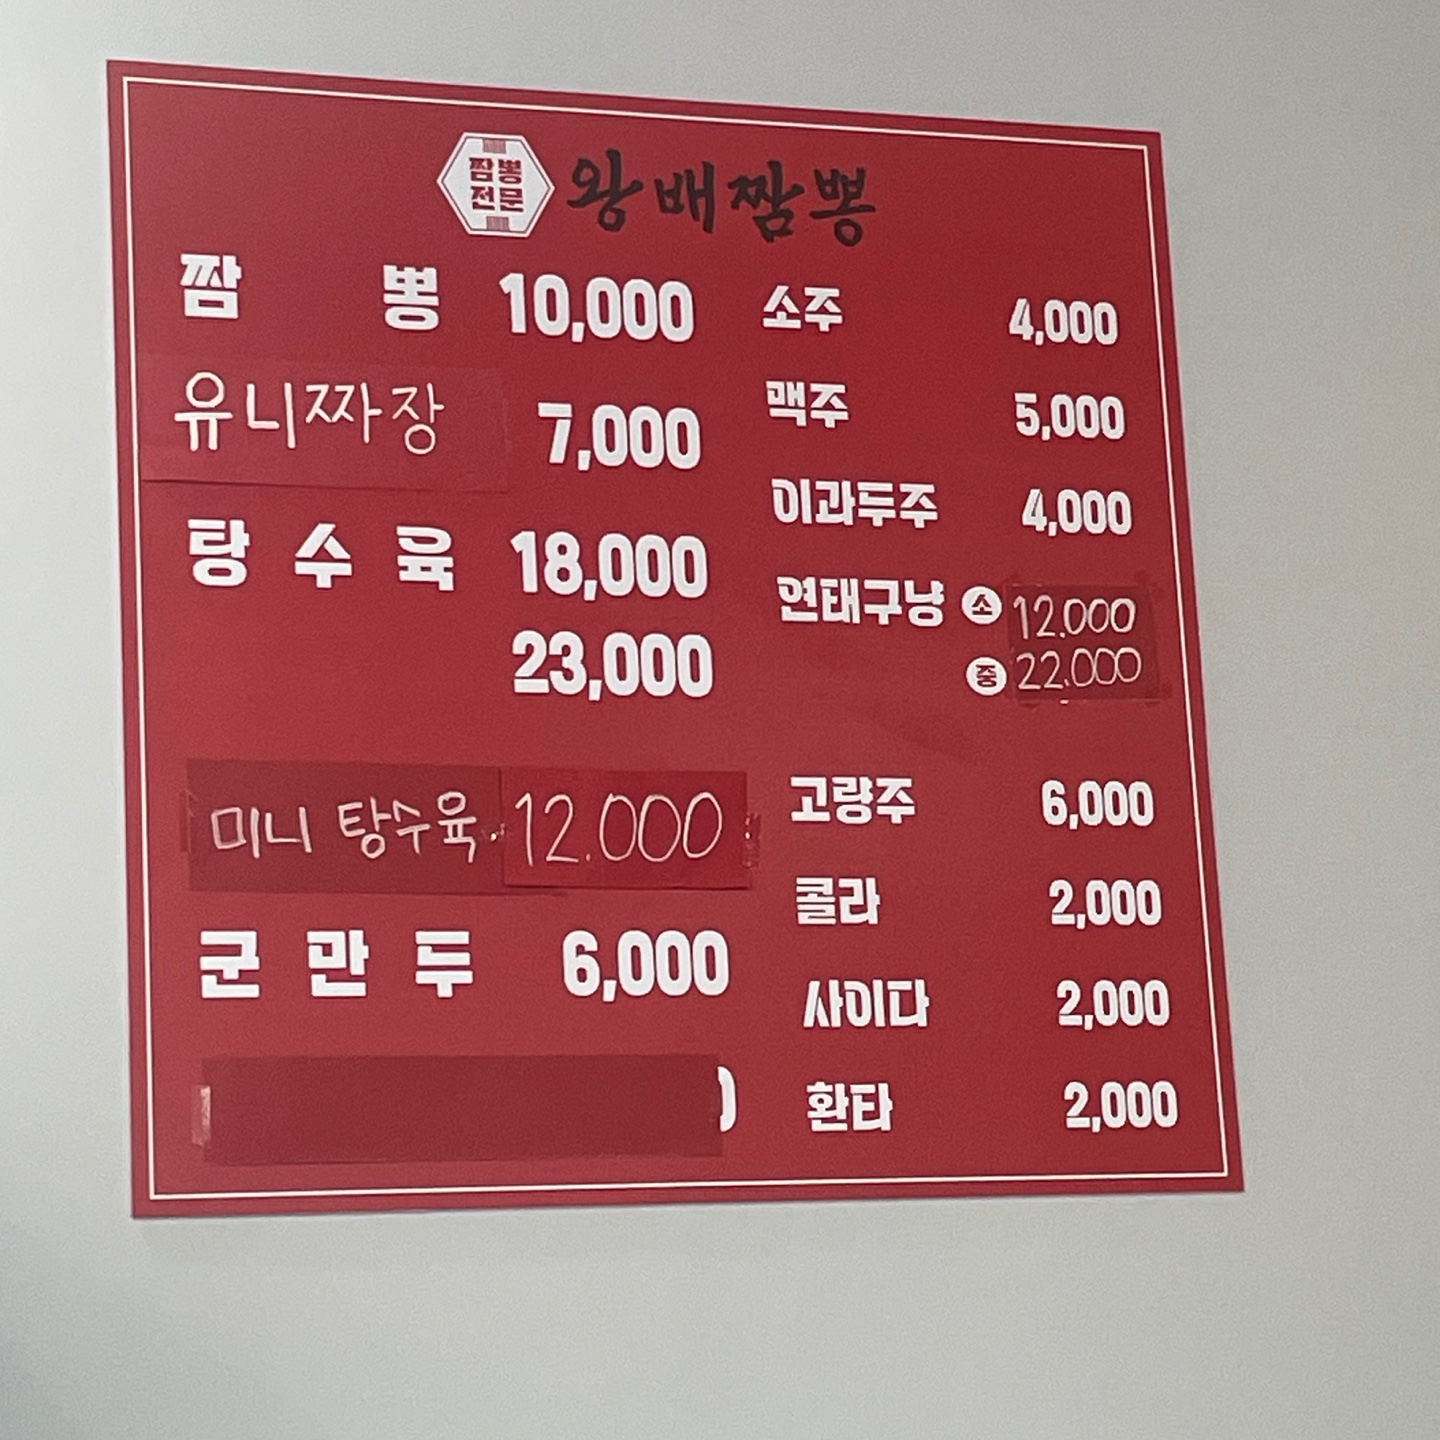 짬뽕
전문
왕배짬뽕
짬뽕 10,000
유니짜장 7,000
탕수육 18,000
23,000
미니 탕수육 12.000
군만두 6,000
소주 4,000
맥주 5,000
이과두주 4,000
연태구냥 소 12.000
중 22.000
고량주 6,000
콜라 2,000
사이다 2,000
환타 2,000